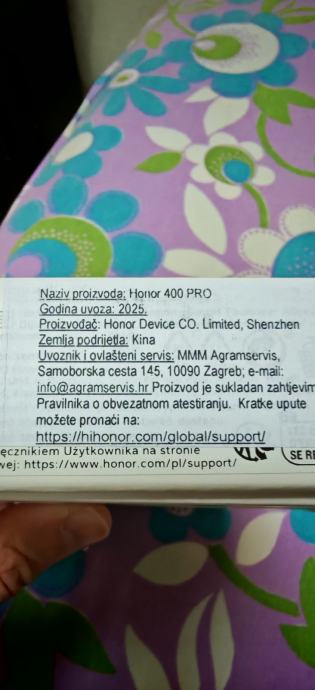 Naziv proizvoda: Honor 400 PRO
Godina uvoza: 2025.
Proizvođač: Honor Device CO. Limited, Shenzhen
Zemlja podrijetla: Kina
Uvoznik i ovlašteni servis: MMM Agramservis,
Samoborska cesta 145, 10090 Zagreb; e-mail:
info@agramservis.hr Proizvod je sukladan zahtjevim
Pravilnika o obveznatom atestiranju. Kratke upute
možete pronaći na:
https://hihonor.com/global/support/
ęcznikiem Użytkownika na stronie
wej: https://www.honor.com/pl/support/
SE RE